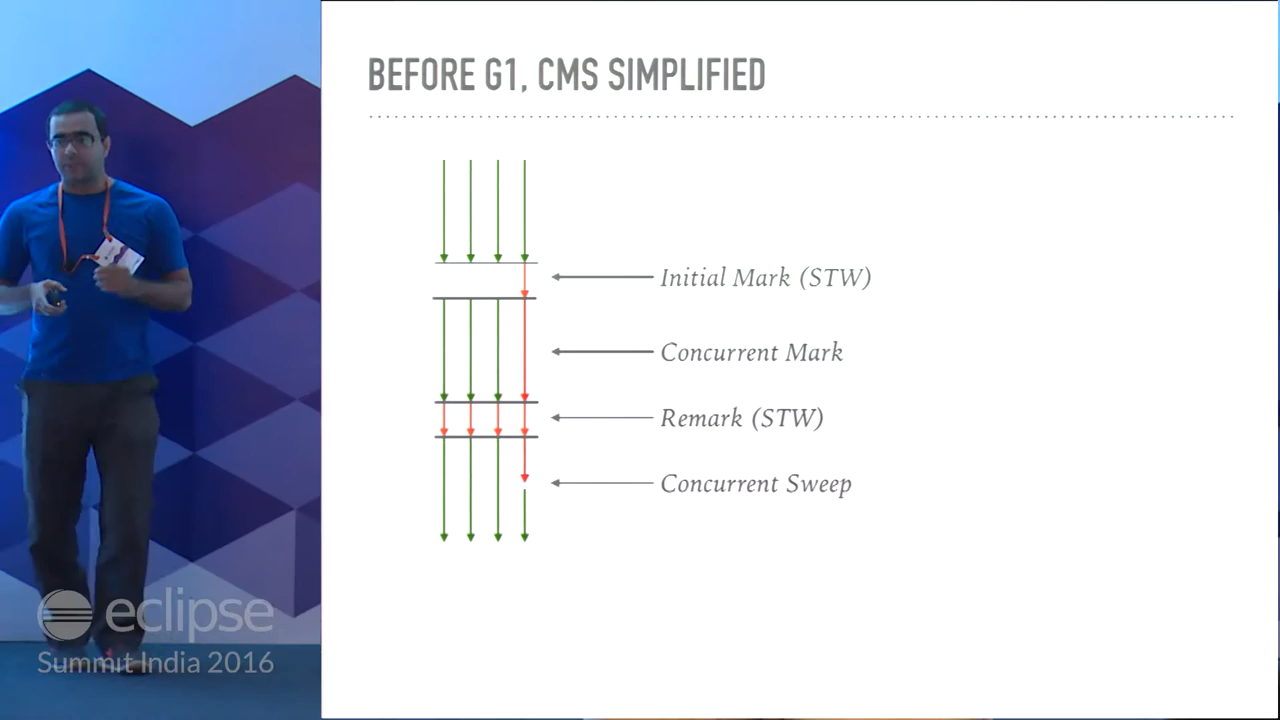 BEFORE G1, CMS SIMPLIFIED
Initial Mark (STW)
Concurrent Mark
Remark (STW)
Concurrent Sweep
eclipse
Summit India 2016